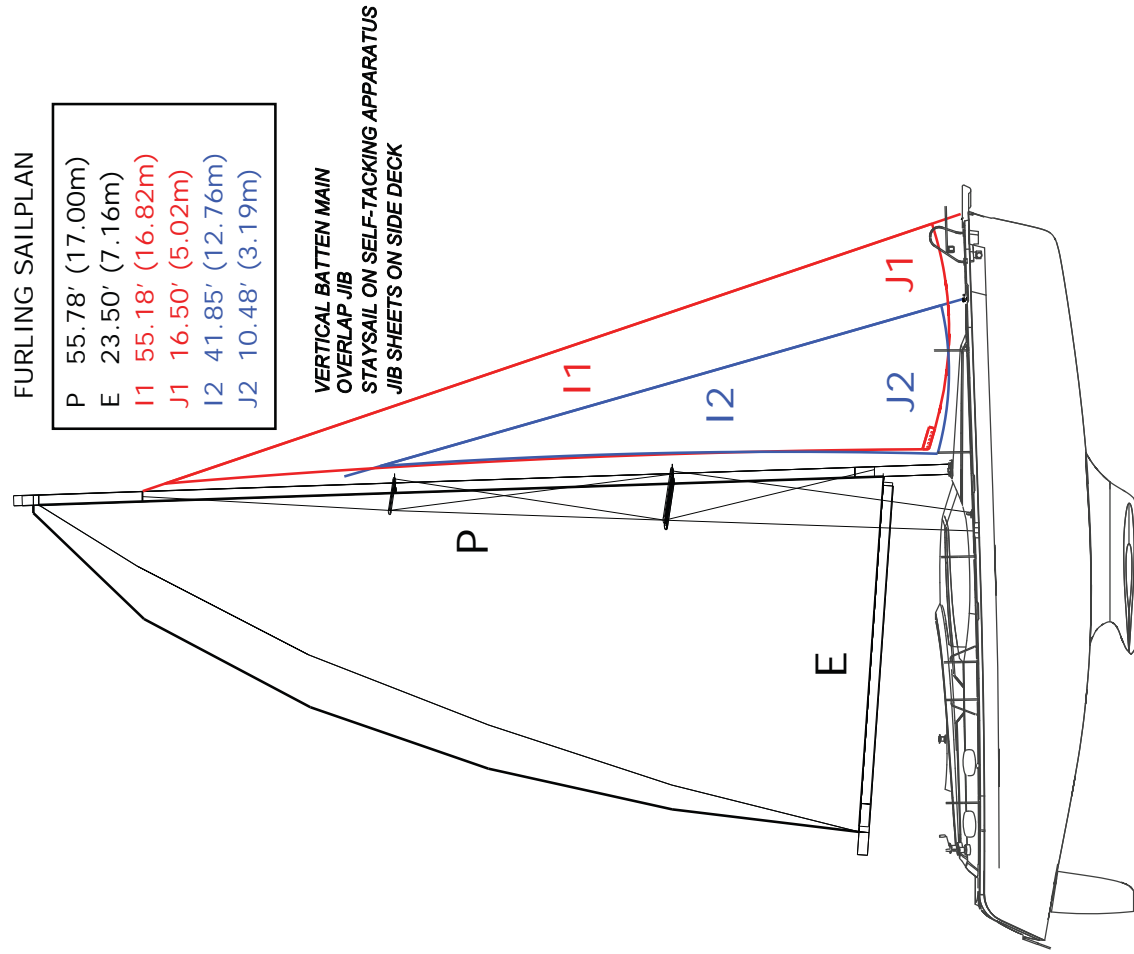 FURLING SAILPLAN
P 55.78' (17.00m)
E 23.50' (7.16m)
I1 55.18' (16.82m)
J1 16.50' (5.02m)
I2 41.85' (12.76m)
J2 10.48' (3.19m)
VERTICAL BATTEN MAIN
OVERLAP JIB
STAYSAIL ON SELF-TACKING APPARATUS
JIB SHEETS ON SIDE DECK
P
I1
I2
E
J2
J1